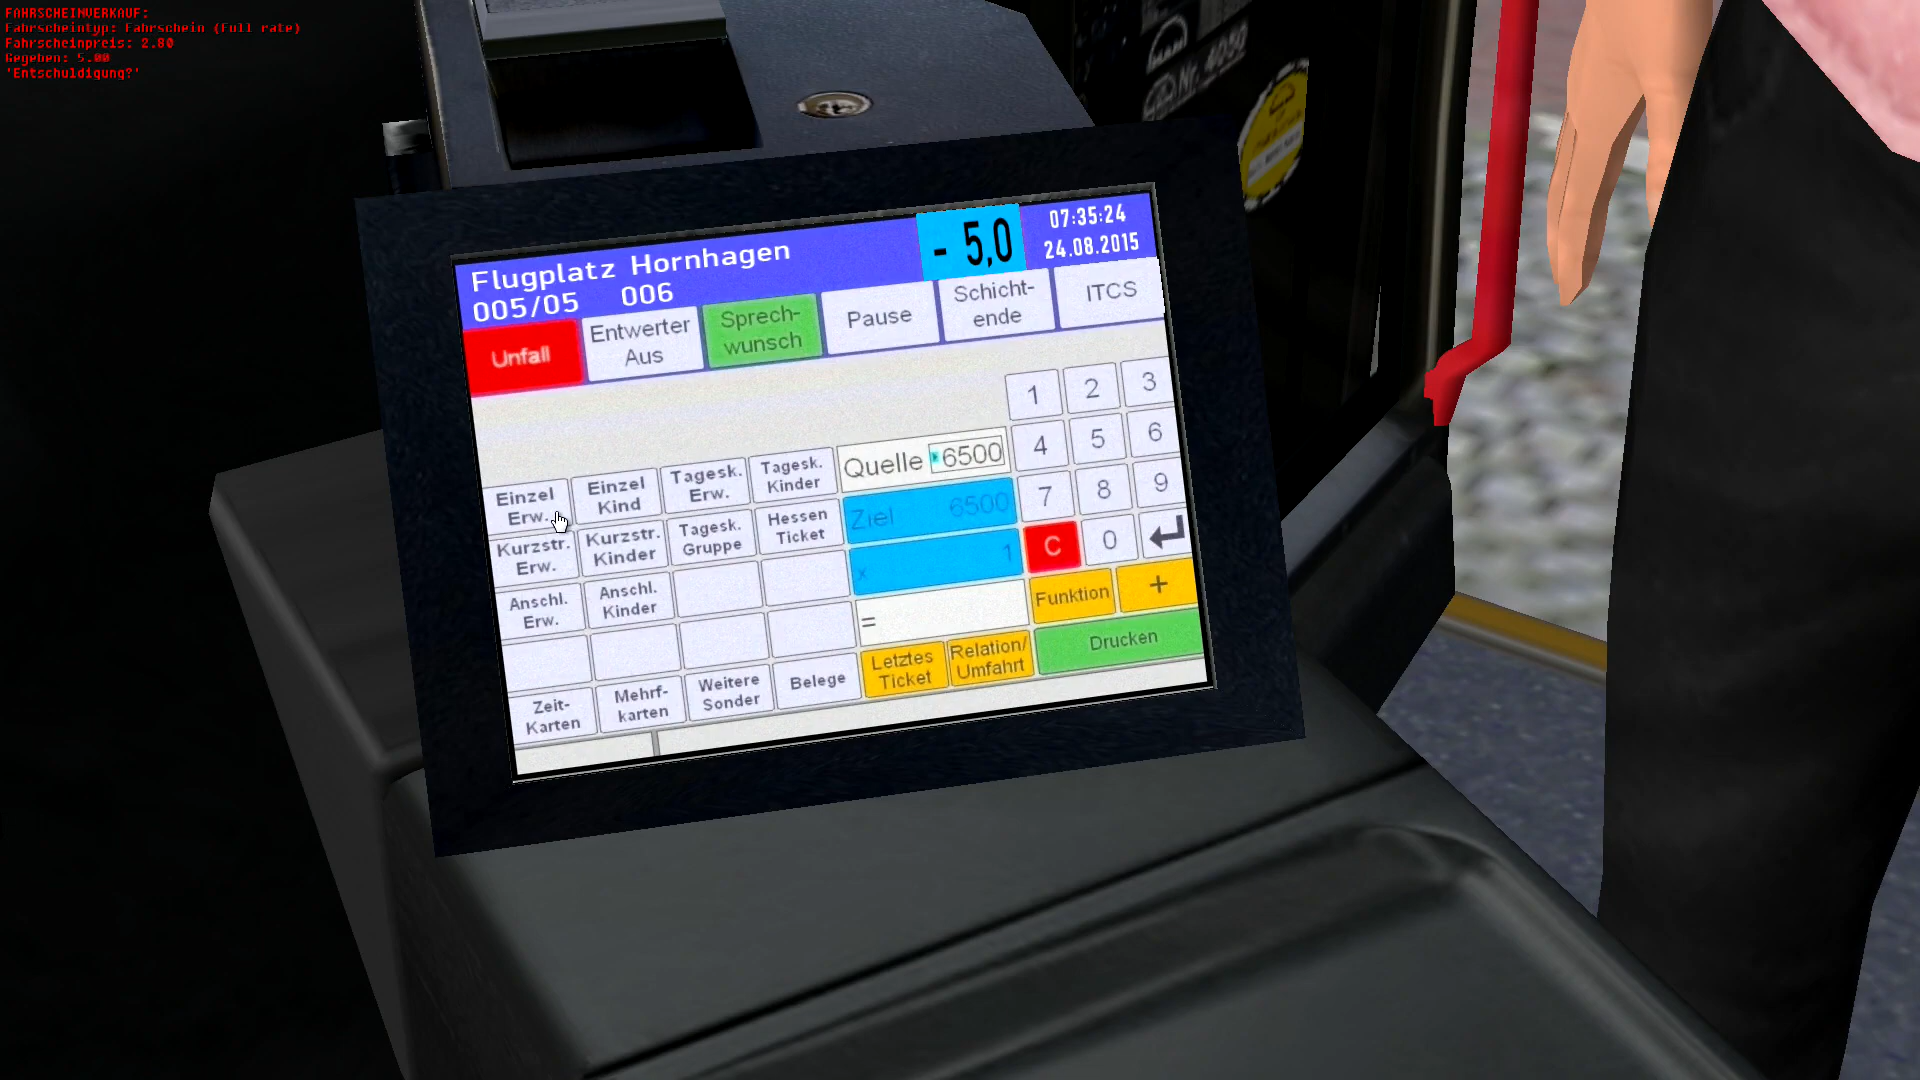 FAHRSCHEINVERKAUF:
Fahrscheintyp: Fahrschein (Full rate)
Fahrscheinpreis: 2.80
Gegeben: 5.00
'Entschuldigung?'
Nr. 4059
Flugplatz Hornhagen
005/05 006
- 5,0
07:35:24
24.08.2015
Unfall
Entwerter
Aus
Sprech-
wunsch
Pause
Schicht-
ende
ITCS
Einzel
Erw.
Einzel
Kind
Tagesk.
Erw.
Tagesk.
Kinder
Kurzstr.
Erw.
Kurzstr.
Kinder
Tagesk.
Gruppe
Hessen
Ticket
Anschl.
Erw.
Anschl.
Kinder
Zeit-
Karten
Mehrf-
karten
Weitere
Sonder
Belege
Quelle 6500
Ziel 6500
x 1
=
Letztes
Ticket
Relation/
Umfahrt
1 2 3
4 5 6
7 8 9
C 0
Funktion +
Drucken